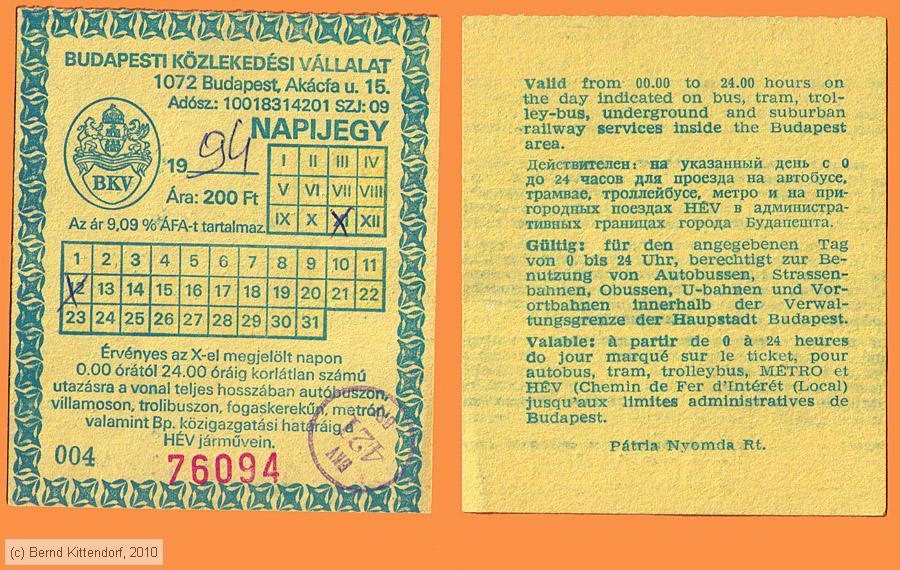 BUDAPESTI KÖZLEKEDÉSI VÁLLALAT
1072 Budapest, Akácfa u. 15.
Adósz.: 10018314201 SZJ: 09
NAPIJEGY
BKV
19 94
Ára: 200 Ft
Az ár 9,09 % ÁFA-t tartalmaz.
I II III IV
V VI VII VIII
IX X X XII
1 2 3 4 5 6 7 8 9 10 11
X2 13 14 15 16 17 18 19 20 21 22
23 24 25 26 27 28 29 30 31
Érvényes az X-el megjelölt napon
0.00 órától 24.00 óráig korlátlan számú
utazásra a vonal teljes hosszában autóbuszon,
villamoson, trolibuszon, fogaskerekűn, metrón,
valamint Bp. közigazgatási határáig a
HÉV járművein.
BKV
421
004
76094
Valid from 00.00 to 24.00 hours on
the day indicated on bus, tram, trol-
ley-bus, underground and suburban
railway services inside the Budapest
area.
Действителен: на указанный день с 0
до 24 часов для проезда на автобусе,
трамвае, троллейбусе, метро и на при-
городных поездах HÉV в администра-
тивных границах города Будапешта.
Gültig: für den angegebenen Tag
von 0 bis 24 Uhr, berechtigt zur Be-
nutzung von Autobussen, Strassen-
bahnen, Obussen, U-bahnen und Vor-
ortbahnen innerhalb der Verwal-
tungsgrenze der Haupstadt Budapest.
Valable: à partir de 0 à 24 heures
do jour marqué sur le ticket, pour
autobus, tram, trolleybus, MÉTRO et
HÉV (Chemin de Fer d'Intérét (Local)
jusqu'aux limites administratives de
Budapest.
Pátria Nyomda Rt.
(c) Bernd Kittendorf, 2010